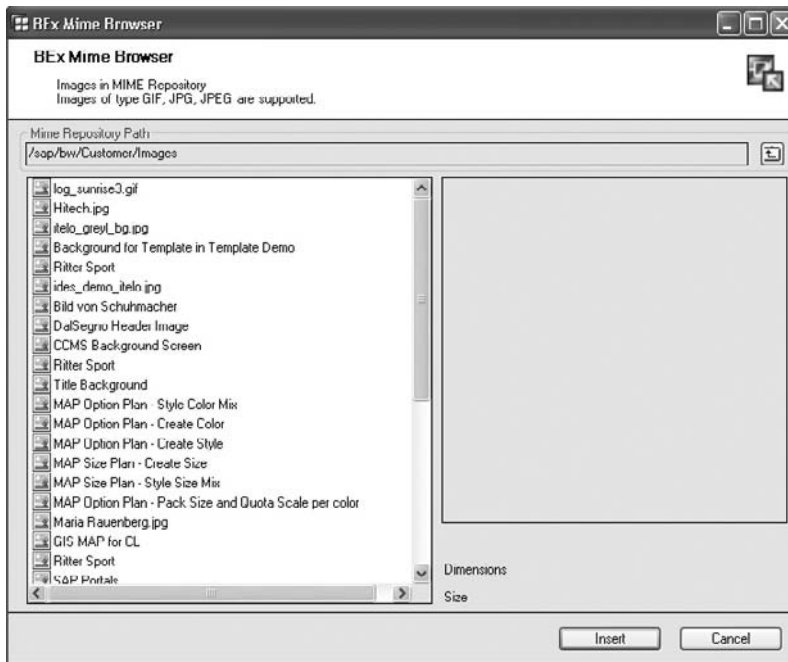 BEx Mime Browser
BEx Mime Browser
Images in MIME Repository
Images of type GIF, JPG, JPEG are supported.
Mime Repository Path
/sap/bw/Customer/Images
log_sunrise3.gif
Hitech.jpg
itelo_greyl_bg.jpg
Background for Template in Template Demo
Ritter Sport
ides_demo_itelo.jpg
Bild von Schuhmacher
DalSegno Header Image
CCMS Background Screen
Ritter Sport
Title Background
MAP Option Plan - Style Color Mix
MAP Option Plan - Create Color
MAP Option Plan - Create Style
MAP Size Plan - Create Size
MAP Size Plan - Style Size Mix
MAP Option Plan - Pack Size and Quota Scale per color
Maria Rauenberg.jpg
GIS MAP for CL
Ritter Sport
SAP Portals
Dimensions
Size
Insert
Cancel